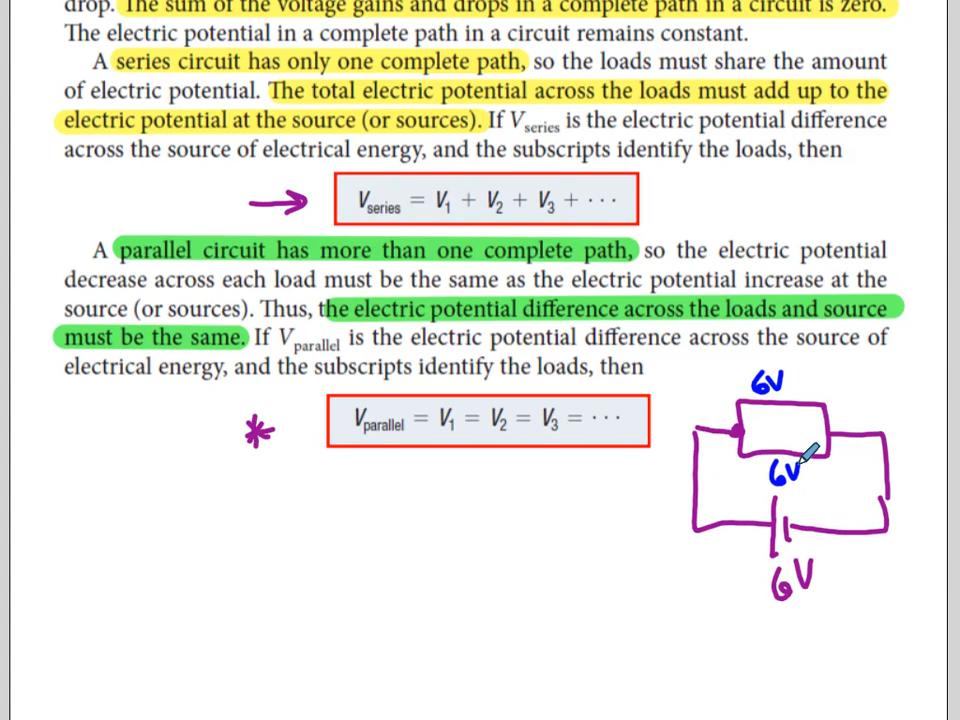 drop. The sum of the voltage gains and drops in a complete path in a circuit is zero.
The electric potential in a complete path in a circuit remains constant.
A series circuit has only one complete path, so the loads must share the amount
of electric potential. The total electric potential across the loads must add up to the
electric potential at the source (or sources). If Vseries is the electric potential difference
across the source of electrical energy, and the subscripts identify the loads, then
Vseries = V1 + V2 + V3 + · · ·
A parallel circuit has more than one complete path, so the electric potential
decrease across each load must be the same as the electric potential increase at the
source (or sources). Thus, the electric potential difference across the loads and source
must be the same. If Vparallel is the electric potential difference across the source of
electrical energy, and the subscripts identify the loads, then
Vparallel = V1 = V2 = V3 = · · ·
6V
6V
6V